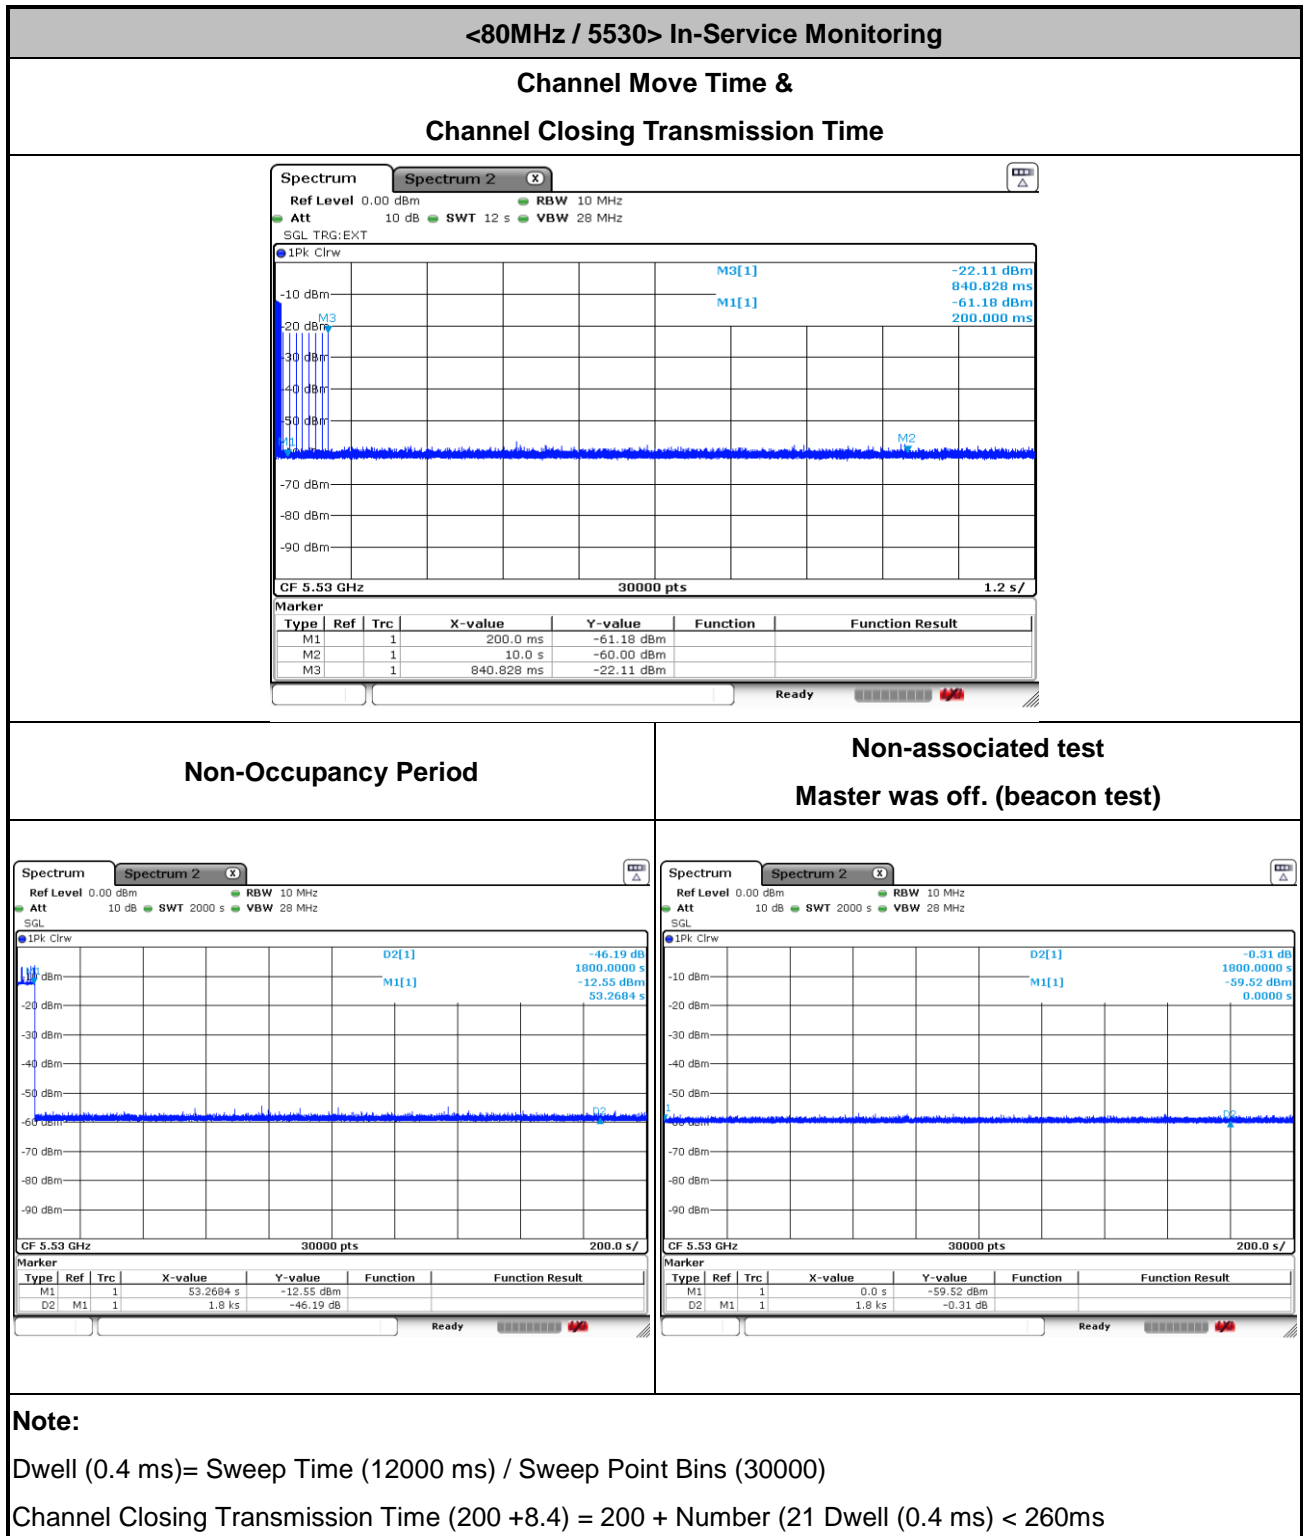 <80MHz / 5530> In-Service Monitoring
Channel Move Time &
Channel Closing Transmission Time
Spectrum Spectrum 2 X
Ref Level 0.00 dBm RBW 10 MHz
Att 10 dB SWT 12 s VBW 28 MHz
SGL TRG:EXT
1Pk Clrw
M3[1] -22.11 dBm
840.828 ms
-10 dBm
M1[1] -61.18 dBm
200.000 ms
M3
-20 dBm
-30 dBm
-40 dBm
-50 dBm
M1
M2
-70 dBm
-80 dBm
-90 dBm
CF 5.53 GHz 30000 pts 1.2 s/
Marker
Type Ref Trc X-value Y-value Function Function Result
M1 1 200.0 ms -61.18 dBm
M2 1 10.0 s -60.00 dBm
M3 1 840.828 ms -22.11 dBm
Ready
Non-Occupancy Period
Non-associated test
Master was off. (beacon test)
Spectrum Spectrum 2 X
Ref Level 0.00 dBm RBW 10 MHz
Att 10 dB SWT 2000 s VBW 28 MHz
SGL
1Pk Clrw
D2[1] -46.19 dB
1800.0000 s
M1[1] -12.55 dBm
53.2684 s
-20 dBm
-30 dBm
-40 dBm
-50 dBm
-60 dBm
D2
-70 dBm
-80 dBm
-90 dBm
CF 5.53 GHz 30000 pts 200.0 s/
Marker
Type Ref Trc X-value Y-value Function Function Result
M1 1 53.2684 s -12.55 dBm
D2 M1 1 1.8 ks -46.19 dB
Ready
Spectrum Spectrum 2 X
Ref Level 0.00 dBm RBW 10 MHz
Att 10 dB SWT 2000 s VBW 28 MHz
SGL
1Pk Clrw
D2[1] -0.31 dB
1800.0000 s
-10 dBm
M1[1] -59.52 dBm
0.0000 s
-20 dBm
-30 dBm
-40 dBm
-50 dBm
D2
-60 dBm
-70 dBm
-80 dBm
-90 dBm
CF 5.53 GHz 30000 pts 200.0 s/
Marker
Type Ref Trc X-value Y-value Function Function Result
M1 1 0.0 s -59.52 dBm
D2 M1 1 1.8 ks -0.31 dB
Ready
Note:
Dwell (0.4 ms)= Sweep Time (12000 ms) / Sweep Point Bins (30000)
Channel Closing Transmission Time (200 +8.4) = 200 + Number (21 Dwell (0.4 ms) < 260ms